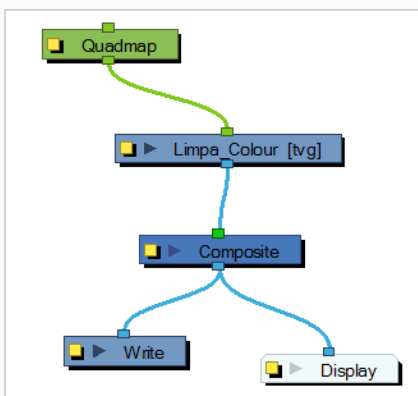 Quadmap
Limpa_Colour [tvg]
Composite
Write
Display